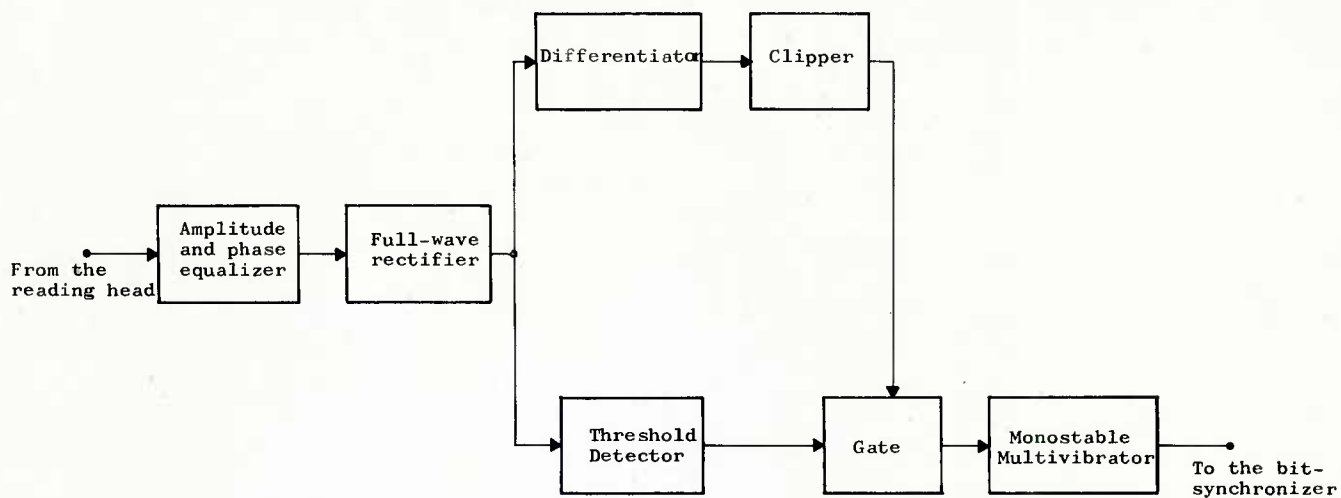 Differentiator
Clipper
Amplitude
and phase
equalizer
Full-wave
rectifier
From the
reading head
Threshold
Detector
Gate
Monostable
Multivibrator
To the bit-
synchronizer